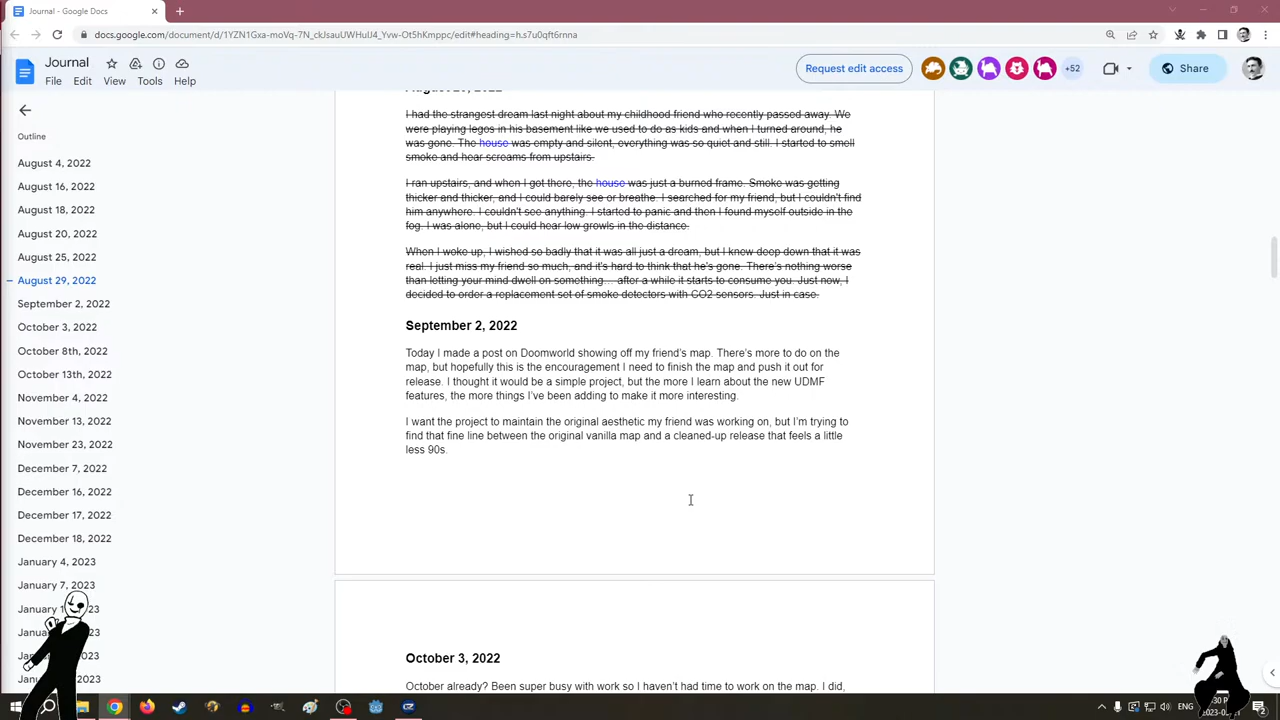 Journal - Google Docs
docs.google.com/document/d/1YZN1Gxa-moVq-7N_ckJsauUWHulJ4_Yvw-Ot5hKmppc/edit#heading=h.s7u0qft6rnna
Journal
File Edit View Tools Help
Request edit access
+52
Share
Outline
August 4, 2022
August 16, 2022
August 18, 2022
August 20, 2022
August 25, 2022
August 29, 2022
September 2, 2022
October 3, 2022
October 8th, 2022
October 13th, 2022
November 4, 2022
November 13, 2022
November 23, 2022
December 7, 2022
December 16, 2022
December 17, 2022
December 18, 2022
January 4, 2023
January 7, 2023
I had the strangest dream last night about my childhood friend who recently passed away. We
were playing legos in his basement like we used to do as kids and when I turned around, he
was gone. The house was empty and silent, everything was so quiet and still. I started to smell
smoke and hear screams from upstairs.
I ran upstairs, and when I got there, the house was just a burned frame. Smoke was getting
thicker and thicker, and I could barely see or breathe. I searched for my friend, but I couldn't find
him anywhere. I couldn't see anything. I started to panic and then I found myself outside in the
fog. I was alone, but I could hear low growls in the distance.
When I woke up, I wished so badly that it was all just a dream, but I knew deep down that it was
real. I just miss my friend so much, and it's hard to think that he's gone. There's nothing worse
than letting your mind dwell on something... after a while it starts to consume you. Just now, I
decided to order a replacement set of smoke detectors with CO2 sensors. Just in case.
September 2, 2022
Today I made a post on Doomworld showing off my friend's map. There's more to do on the
map, but hopefully this is the encouragement I need to finish the map and push it out for
release. I thought it would be a simple project, but the more I learn about the new UDMF
features, the more things I've been adding to make it more interesting.
I want the project to maintain the original aesthetic my friend was working on, but I'm trying to
find that fine line between the original vanilla map and a cleaned-up release that feels a little
less 90s.
October 3, 2022
October already? Been super busy with work so I haven't had time to work on the map. I did,
ENG